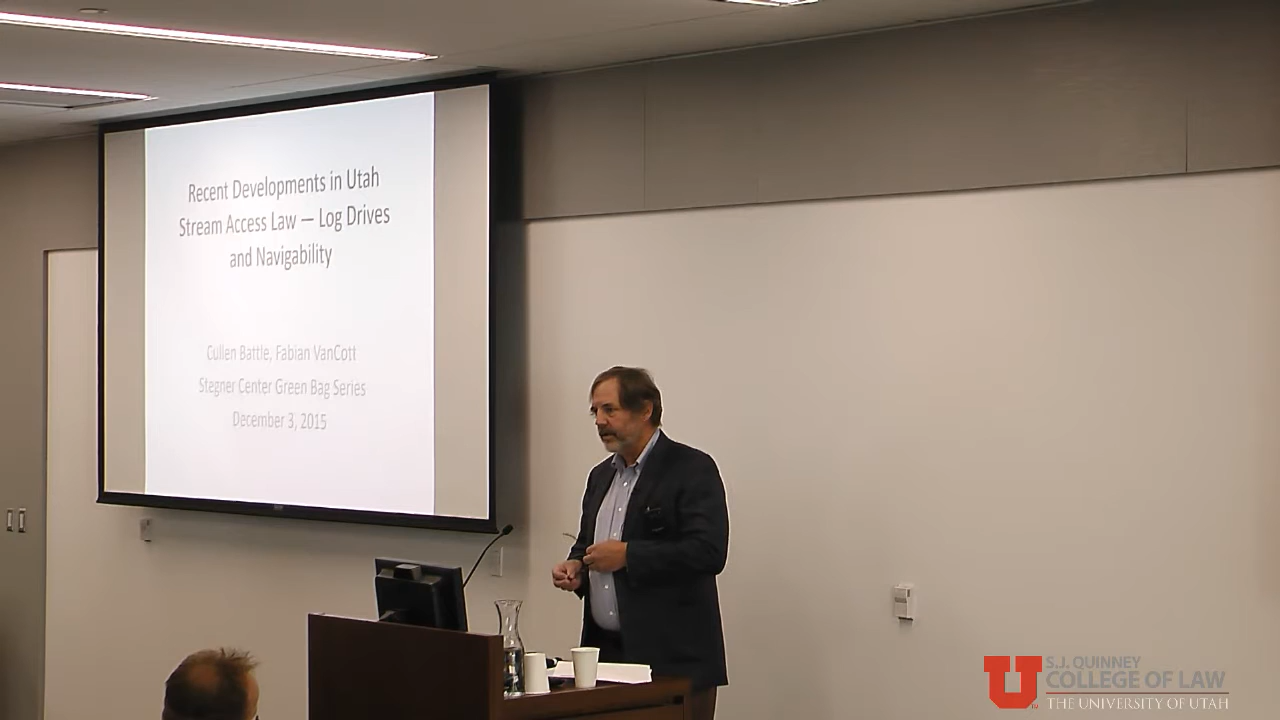 Recent Developments in Utah
Stream Access Law — Log Drives
and Navigability
Cullen Battle, Fabian VanCott
Stegner Center Green Bag Series
December 3, 2015
S.J. QUINNEY
COLLEGE OF LAW
THE UNIVERSITY OF UTAH